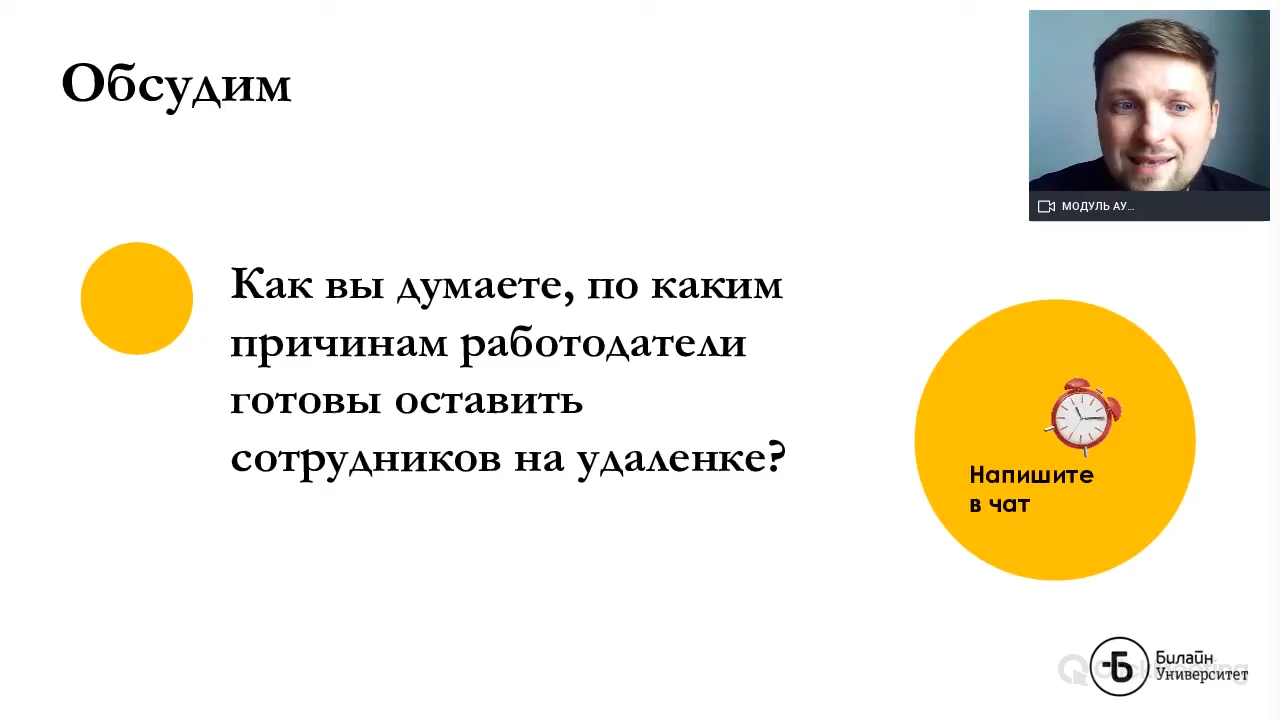 Обсудим
МОДУЛЬ АУ...
Как вы думаете, по каким
причинам работодатели
готовы оставить
сотрудников на удаленке?
Напишите
в чат
Б
Билайн
Университет